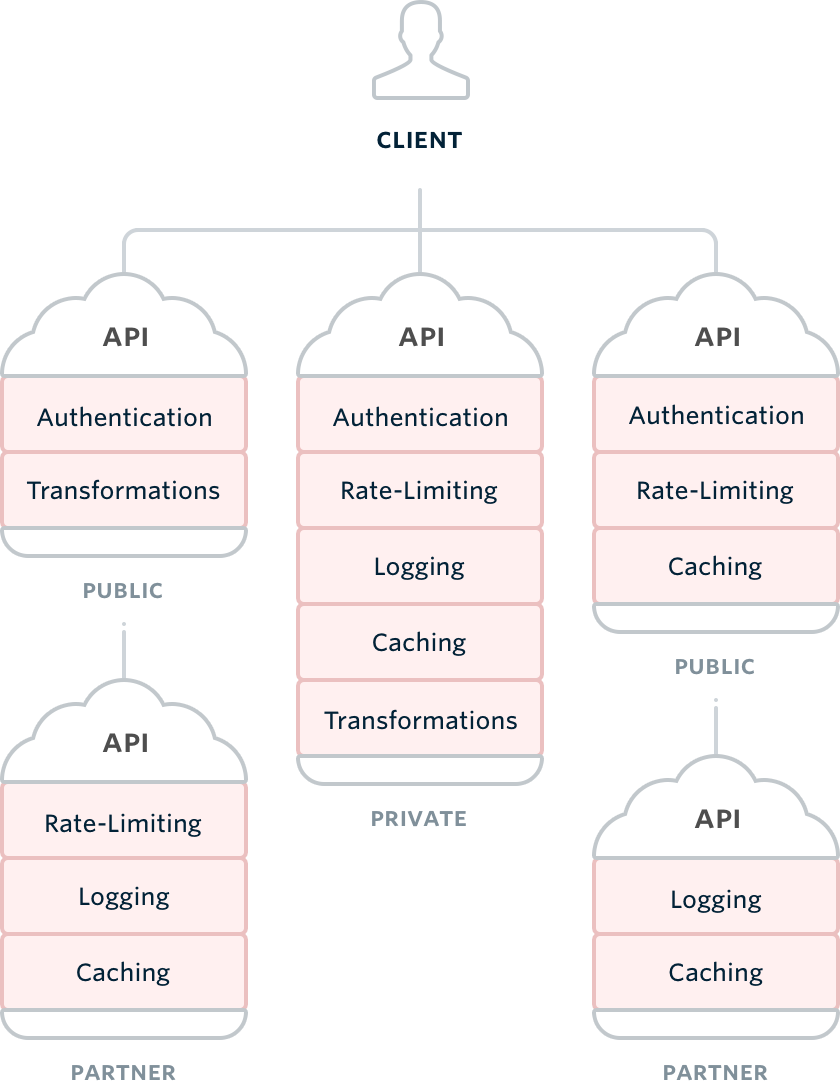 CLIENT
API
Authentication
Transformations
PUBLIC
API
Rate-Limiting
Logging
Caching
PARTNER
API
Authentication
Rate-Limiting
Logging
Caching
Transformations
PRIVATE
API
Authentication
Rate-Limiting
Caching
PUBLIC
API
Logging
Caching
PARTNER